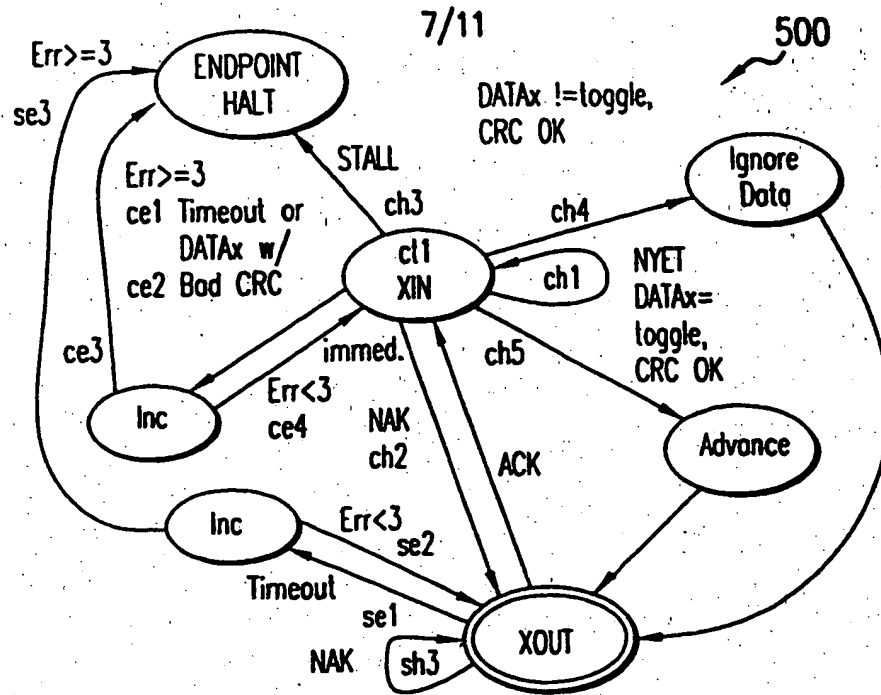 7/11
500
Err>=3
se3
ENDPOINT
HALT
DATAx !=toggle,
CRC OK
STALL
ch3
Err>=3
ce1 Timeout or
DATAx w/
ce2 Bad CRC
Ignore
Data
ch4
ct1
XIN
ch1
NYET
DATAx=
toggle,
CRC OK
ch5
ce3
immed.
Err<3
ce4
Inc
NAK
ch2
ACK
Advance
Inc
Err<3
se2
Timeout
se1
NAK
sh3
XOUT